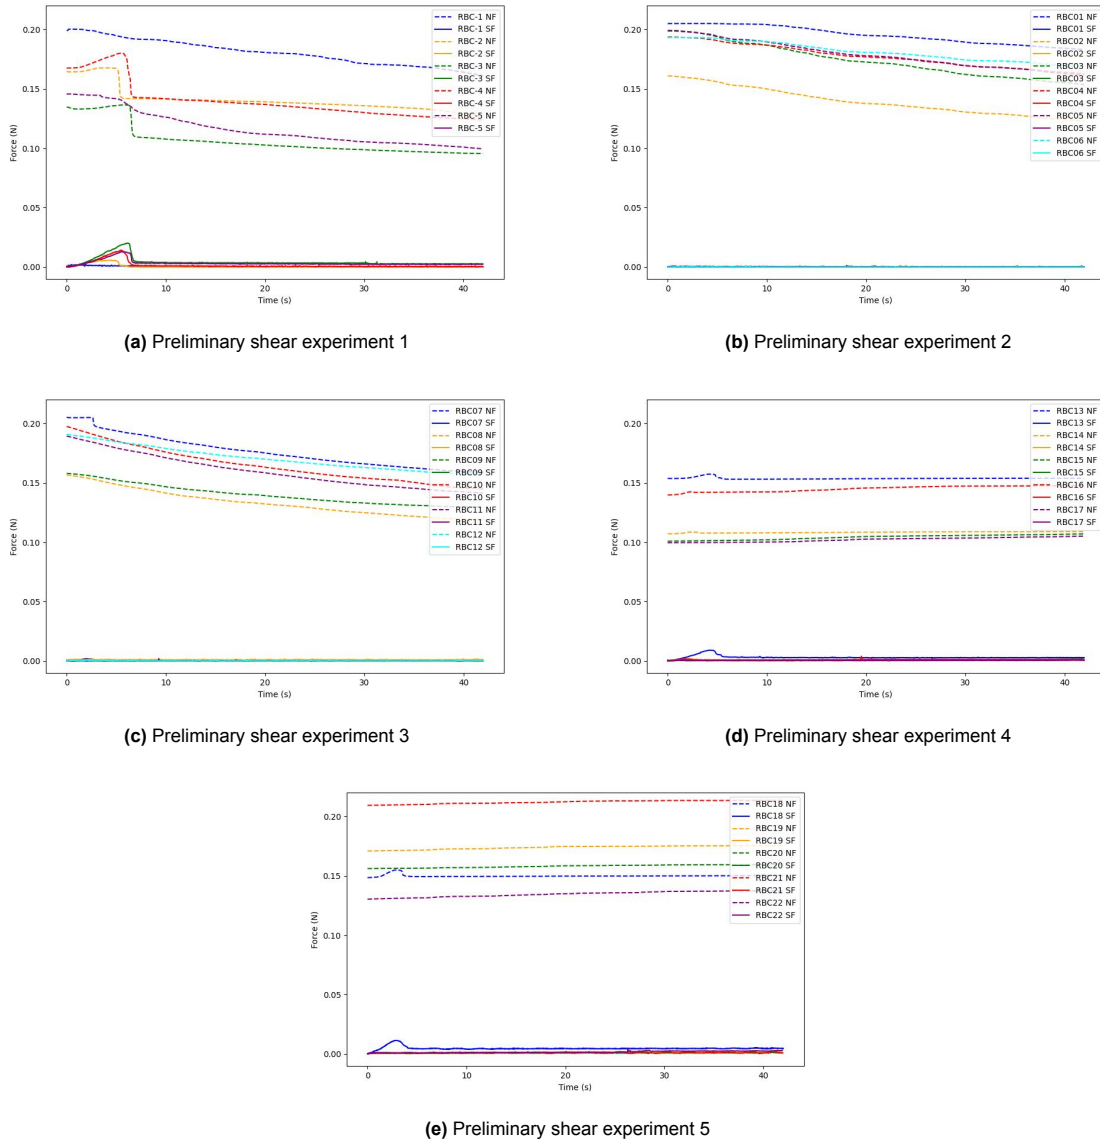 RBC-1 NF
RBC-1 SF
RBC-2 NF
RBC-2 SF
RBC-3 NF
RBC-3 SF
RBC-4 NF
RBC-4 SF
RBC-5 NF
RBC-5 SF
0.20
0.15
0.10
0.05
0.00
Force (N)
0 10 20 30 40
Time (s)
(a) Preliminary shear experiment 1
RBC01 NF
RBC01 SF
RBC02 NF
RBC02 SF
RBC03 NF
RBC03 SF
RBC04 NF
RBC04 SF
RBC05 NF
RBC05 SF
RBC06 NF
RBC06 SF
0.20
0.15
0.10
0.05
0.00
Force (N)
0 10 20 30 40
Time (s)
(b) Preliminary shear experiment 2
RBC07 NF
RBC07 SF
RBC08 NF
RBC08 SF
RBC09 NF
RBC09 SF
RBC10 NF
RBC10 SF
RBC11 NF
RBC11 SF
RBC12 NF
RBC12 SF
0.20
0.15
0.10
0.05
0.00
Force (N)
0 10 20 30 40
Time (s)
(c) Preliminary shear experiment 3
RBC13 NF
RBC13 SF
RBC14 NF
RBC14 SF
RBC15 NF
RBC15 SF
RBC16 NF
RBC16 SF
RBC17 NF
RBC17 SF
0.20
0.15
0.10
0.05
0.00
Force (N)
0 10 20 30 40
Time (s)
(d) Preliminary shear experiment 4
RBC18 NF
RBC18 SF
RBC19 NF
RBC19 SF
RBC20 NF
RBC20 SF
RBC21 NF
RBC21 SF
RBC22 NF
RBC22 SF
0.20
0.15
0.10
0.05
0.00
Force (N)
0 10 20 30 40
Time (s)
(e) Preliminary shear experiment 5